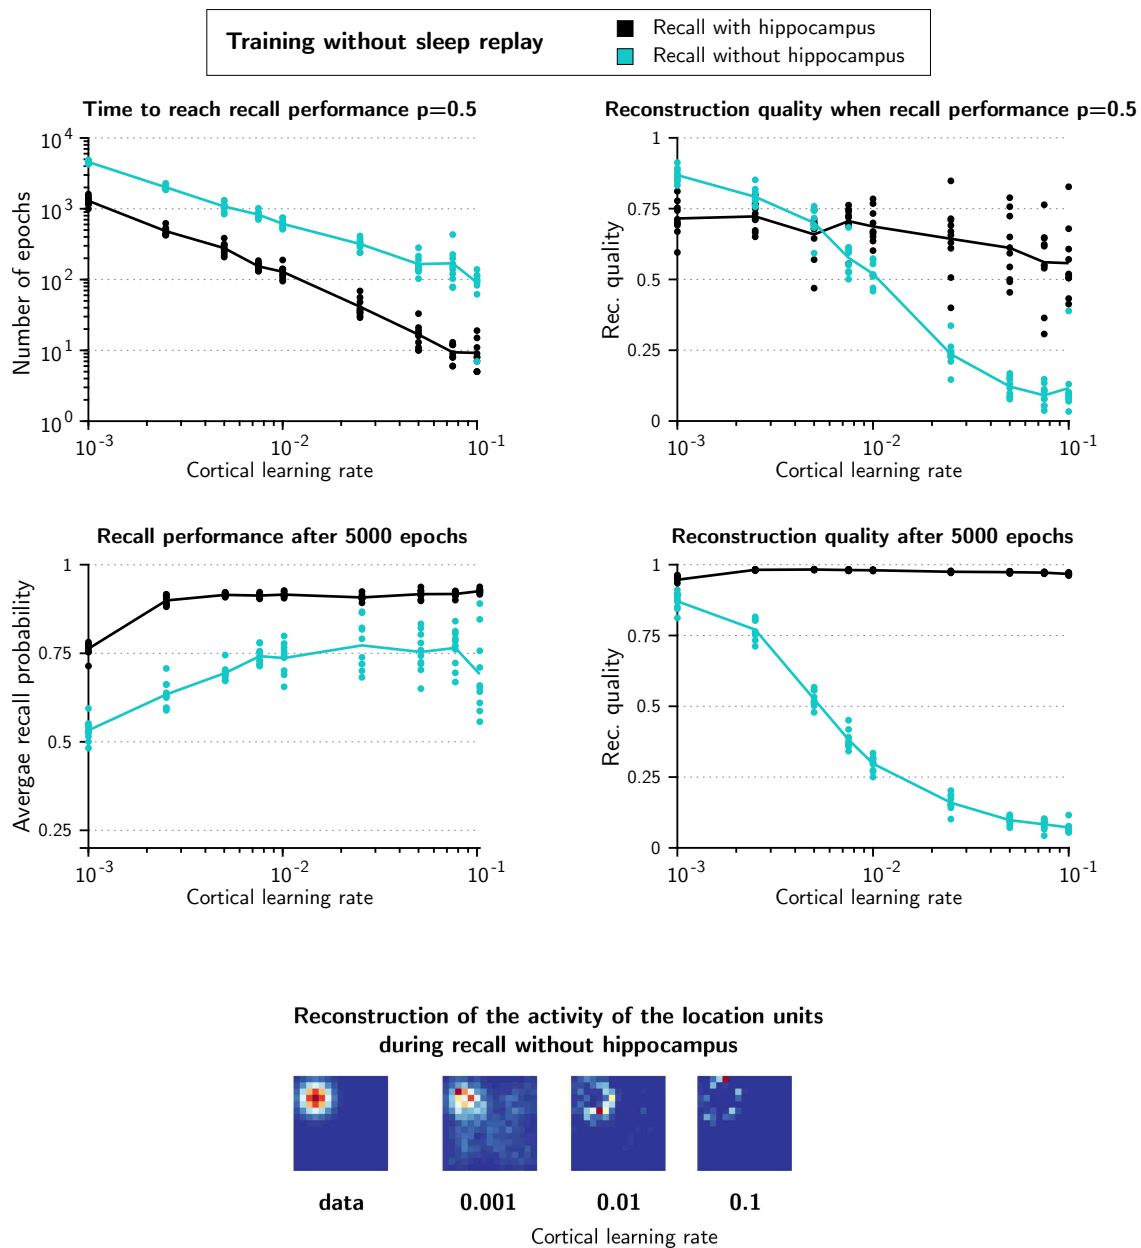 Training without sleep replay
Recall with hippocampus
Recall without hippocampus
Time to reach recall performance p=0.5
Number of epochs
10^4
10^3
10^2
10^1
10^0
10^-3
10^-2
10^-1
Cortical learning rate
Reconstruction quality when recall performance p=0.5
Rec. quality
1
0.75
0.5
0.25
0
10^-3
10^-2
10^-1
Cortical learning rate
Recall performance after 5000 epochs
Avergae recall probability
1
0.75
0.5
0.25
10^-3
10^-2
10^-1
Cortical learning rate
Reconstruction quality after 5000 epochs
Rec. quality
1
0.75
0.5
0.25
0
10^-3
10^-2
10^-1
Cortical learning rate
Reconstruction of the activity of the location units
during recall without hippocampus
data
0.001
0.01
0.1
Cortical learning rate